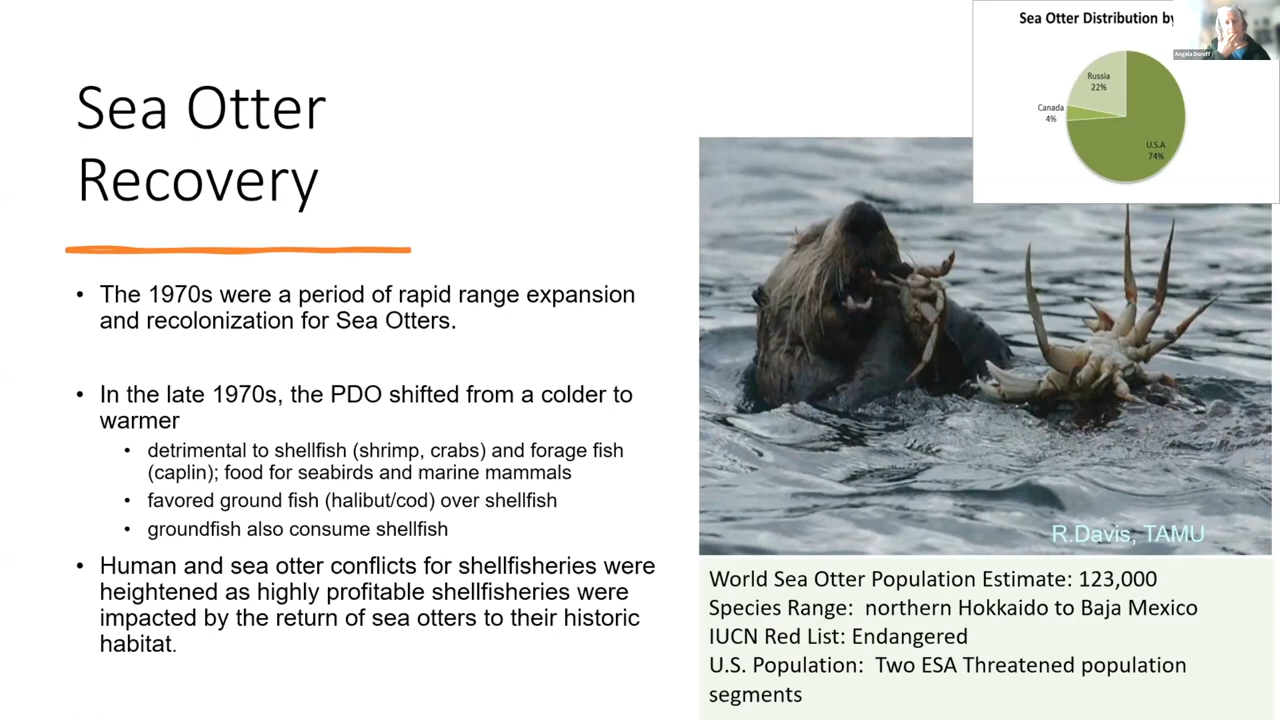 Sea Otter
Recovery
• The 1970s were a period of rapid range expansion
and recolonization for Sea Otters.
• In the late 1970s, the PDO shifted from a colder to
warmer
• detrimental to shellfish (shrimp, crabs) and forage fish
(caplin); food for seabirds and marine mammals
• favored ground fish (halibut/cod) over shellfish
• groundfish also consume shellfish
• Human and sea otter conflicts for shellfisheries were
heightened as highly profitable shellfisheries were
impacted by the return of sea otters to their historic
habitat.
Sea Otter Distribution by
Russia
22%
Canada
4%
U.S.A
74%
Angela Doroff
R.Davis, TAMU
World Sea Otter Population Estimate: 123,000
Species Range: northern Hokkaido to Baja Mexico
IUCN Red List: Endangered
U.S. Population: Two ESA Threatened population
segments